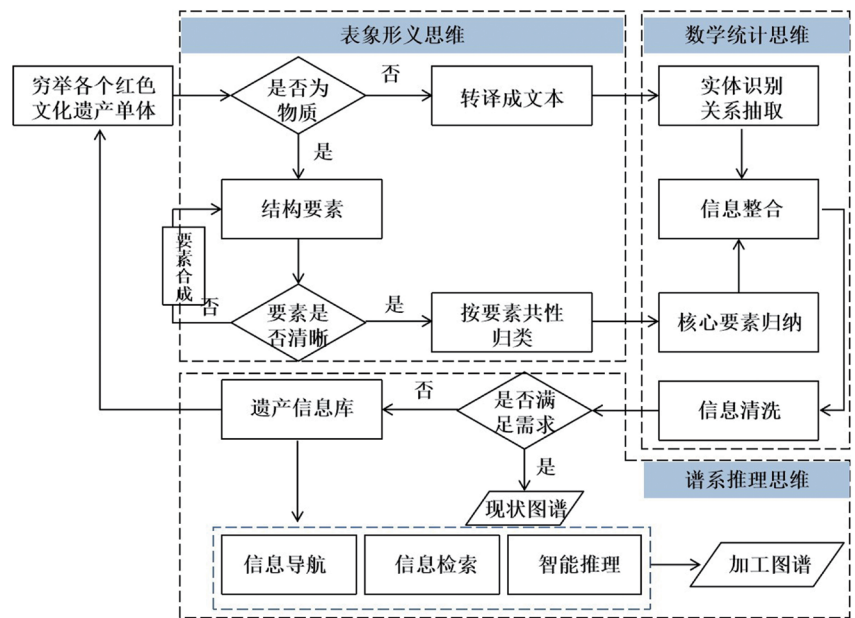 表象形义思维
数学统计思维
穷举各个红色
文化遗产单体
是否为
物质
否
转译成文本
实体识别
关系抽取
是
结构要素
信息整合
要素合成
否
要素是
否清晰
是
按要素共性
归类
核心要素归纳
遗产信息库
否
是否满
足需求
信息清洗
是
谱系推理思维
现状图谱
信息导航
信息检索
智能推理
加工图谱